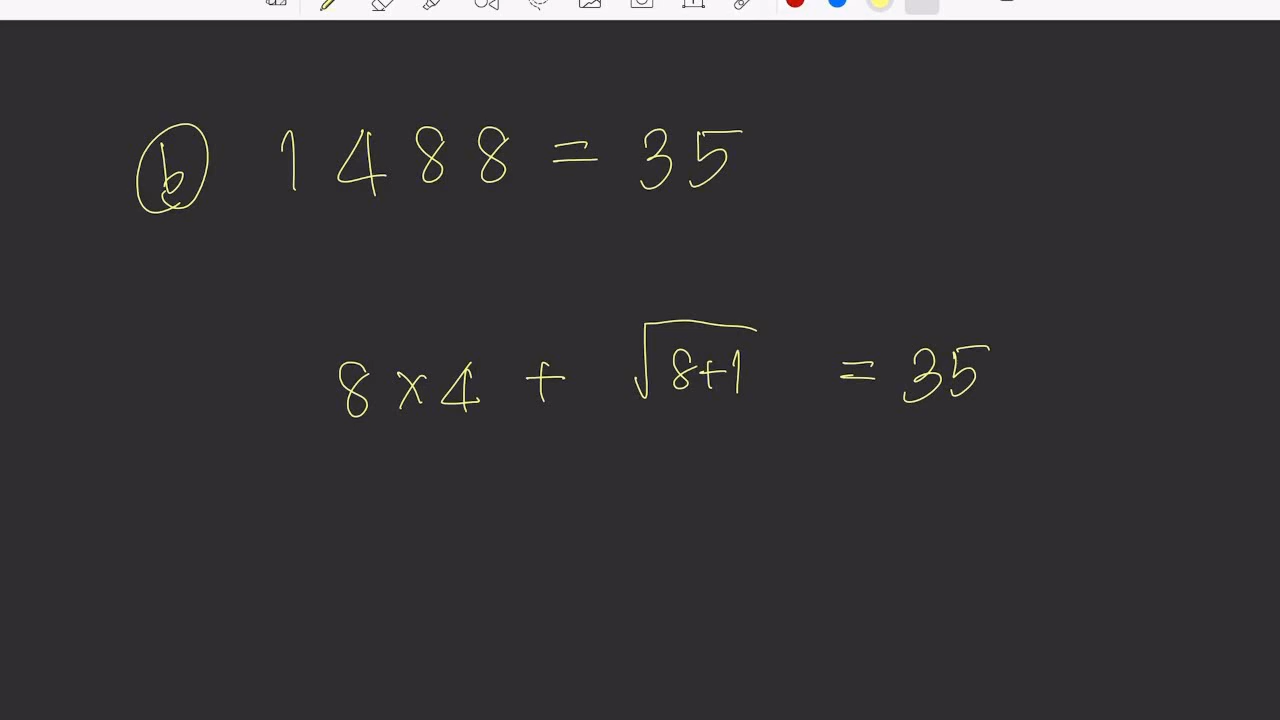 b 1 4 8 8 = 35
8 × 4 + √8+1 = 35